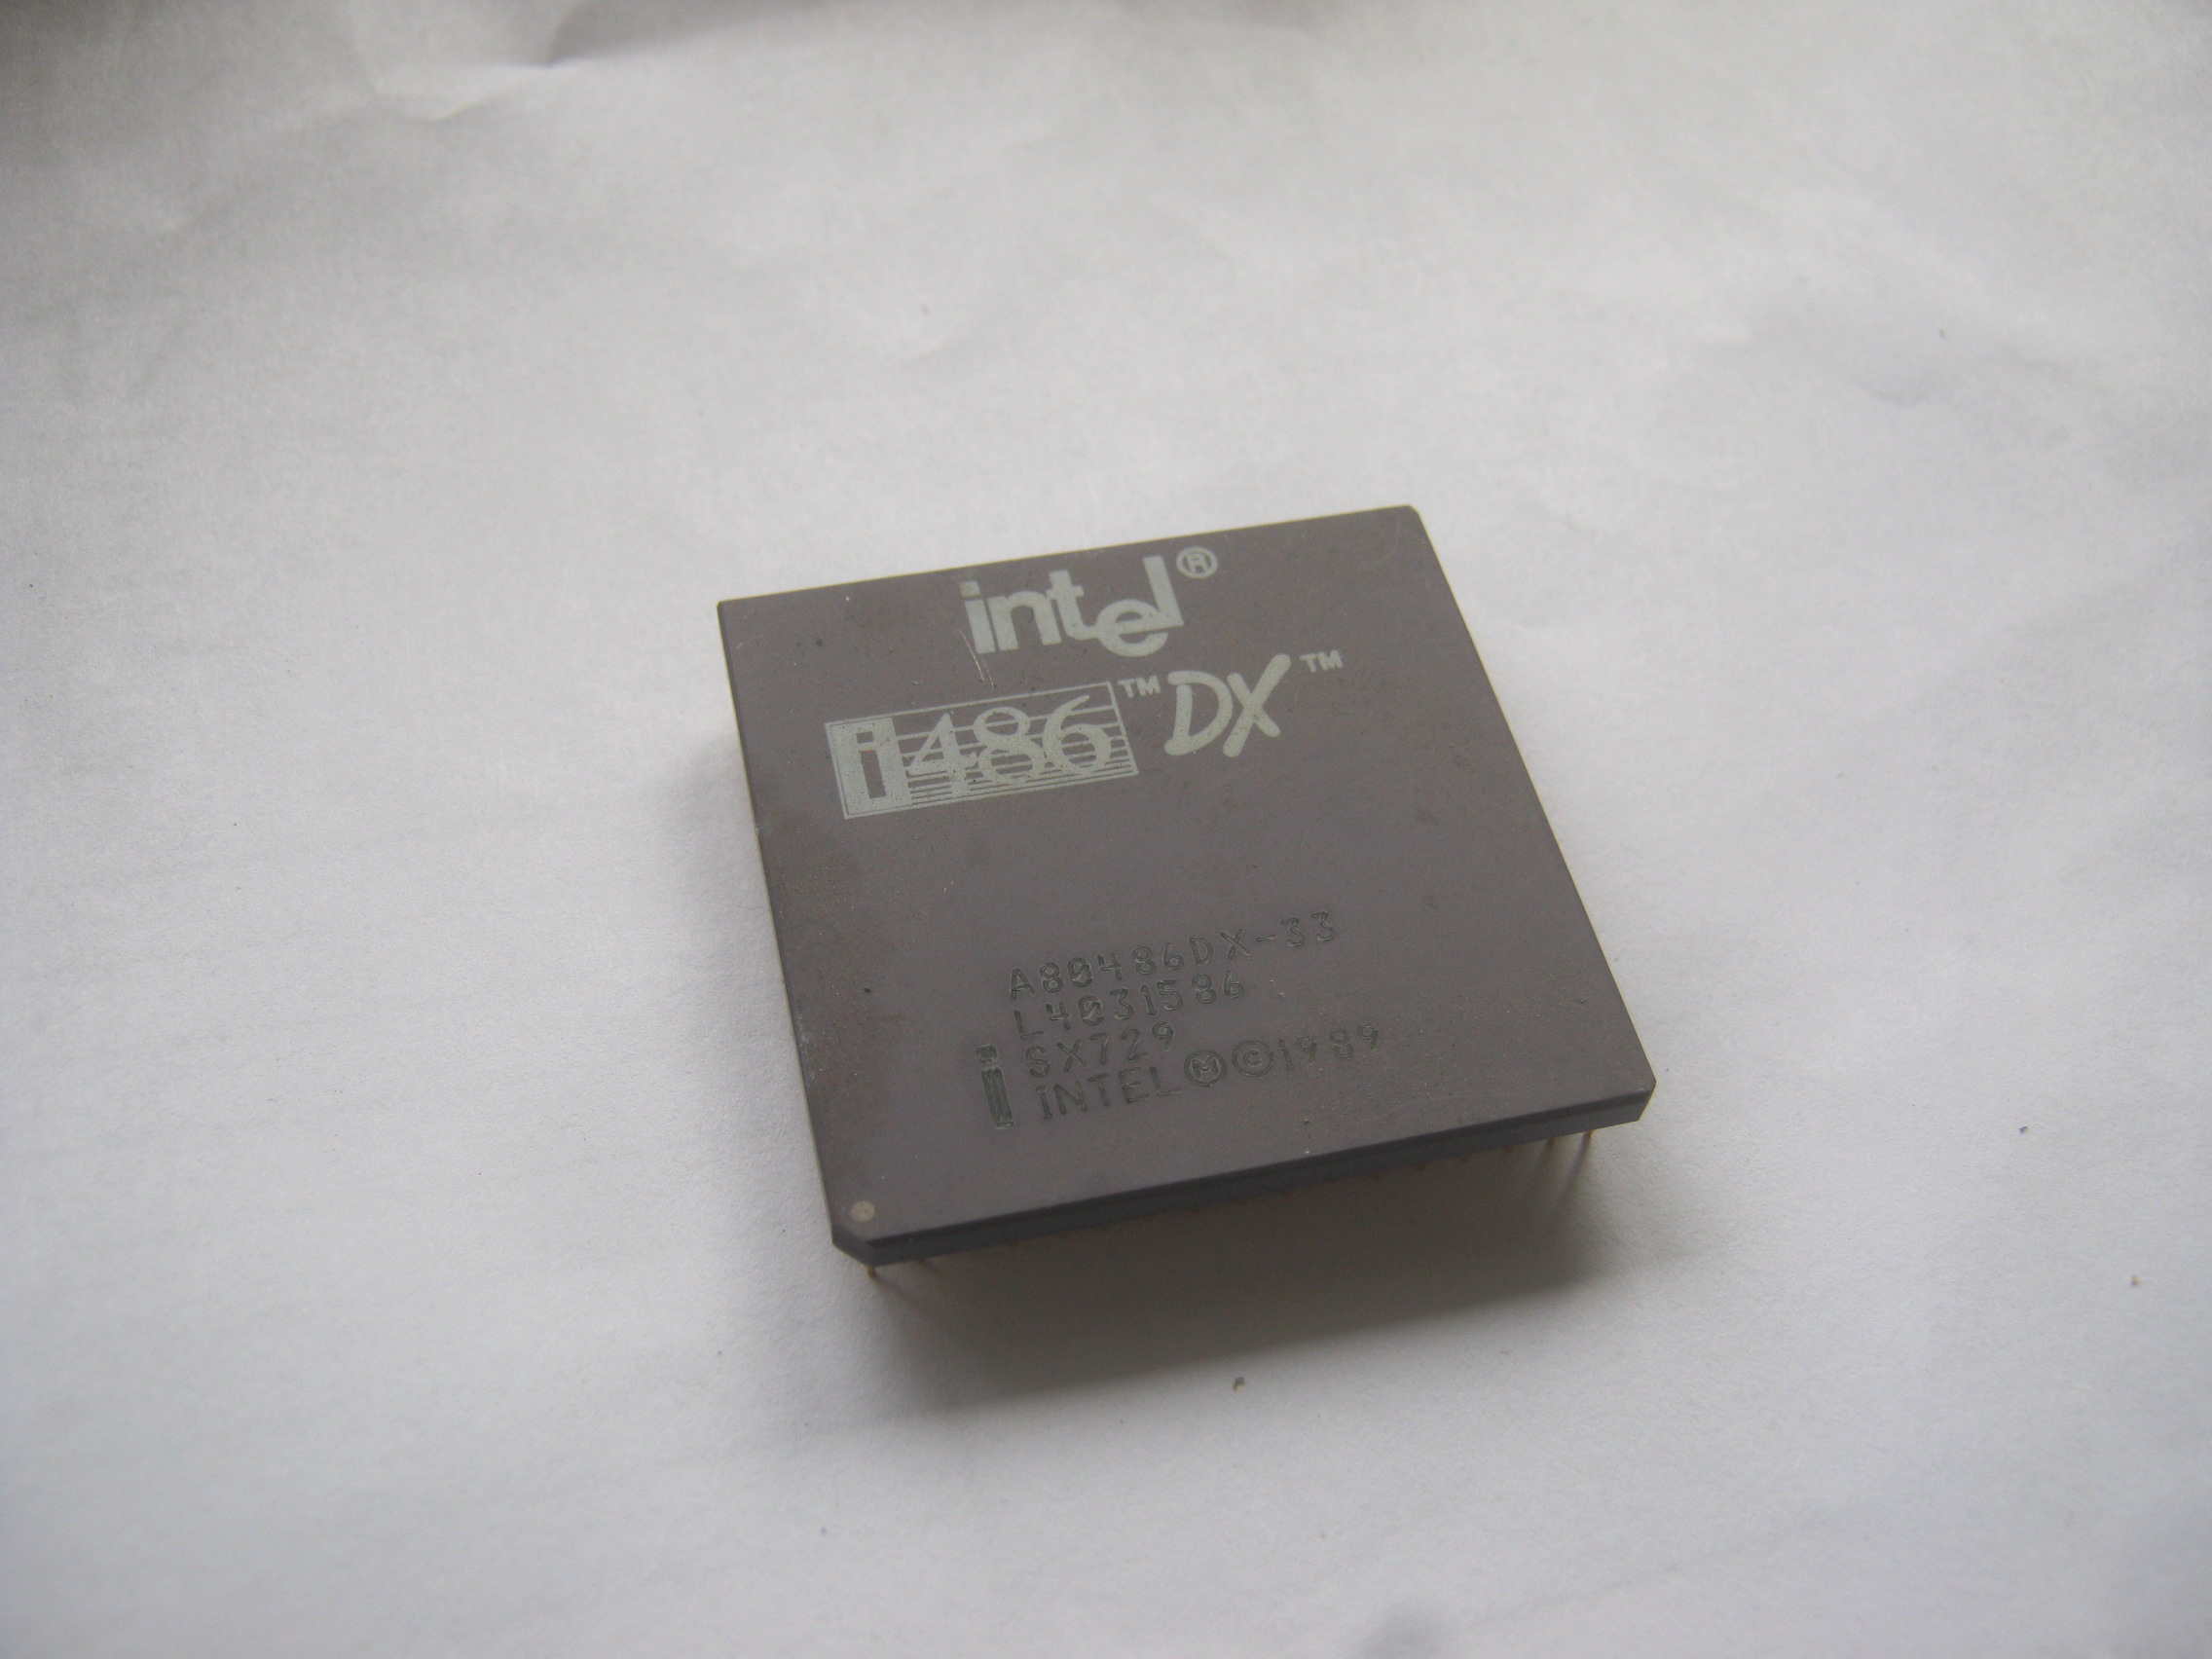 intel®
i486™ DX™
A80486DX-33
L4031586
SX729
INTEL Ⓜ © 1989